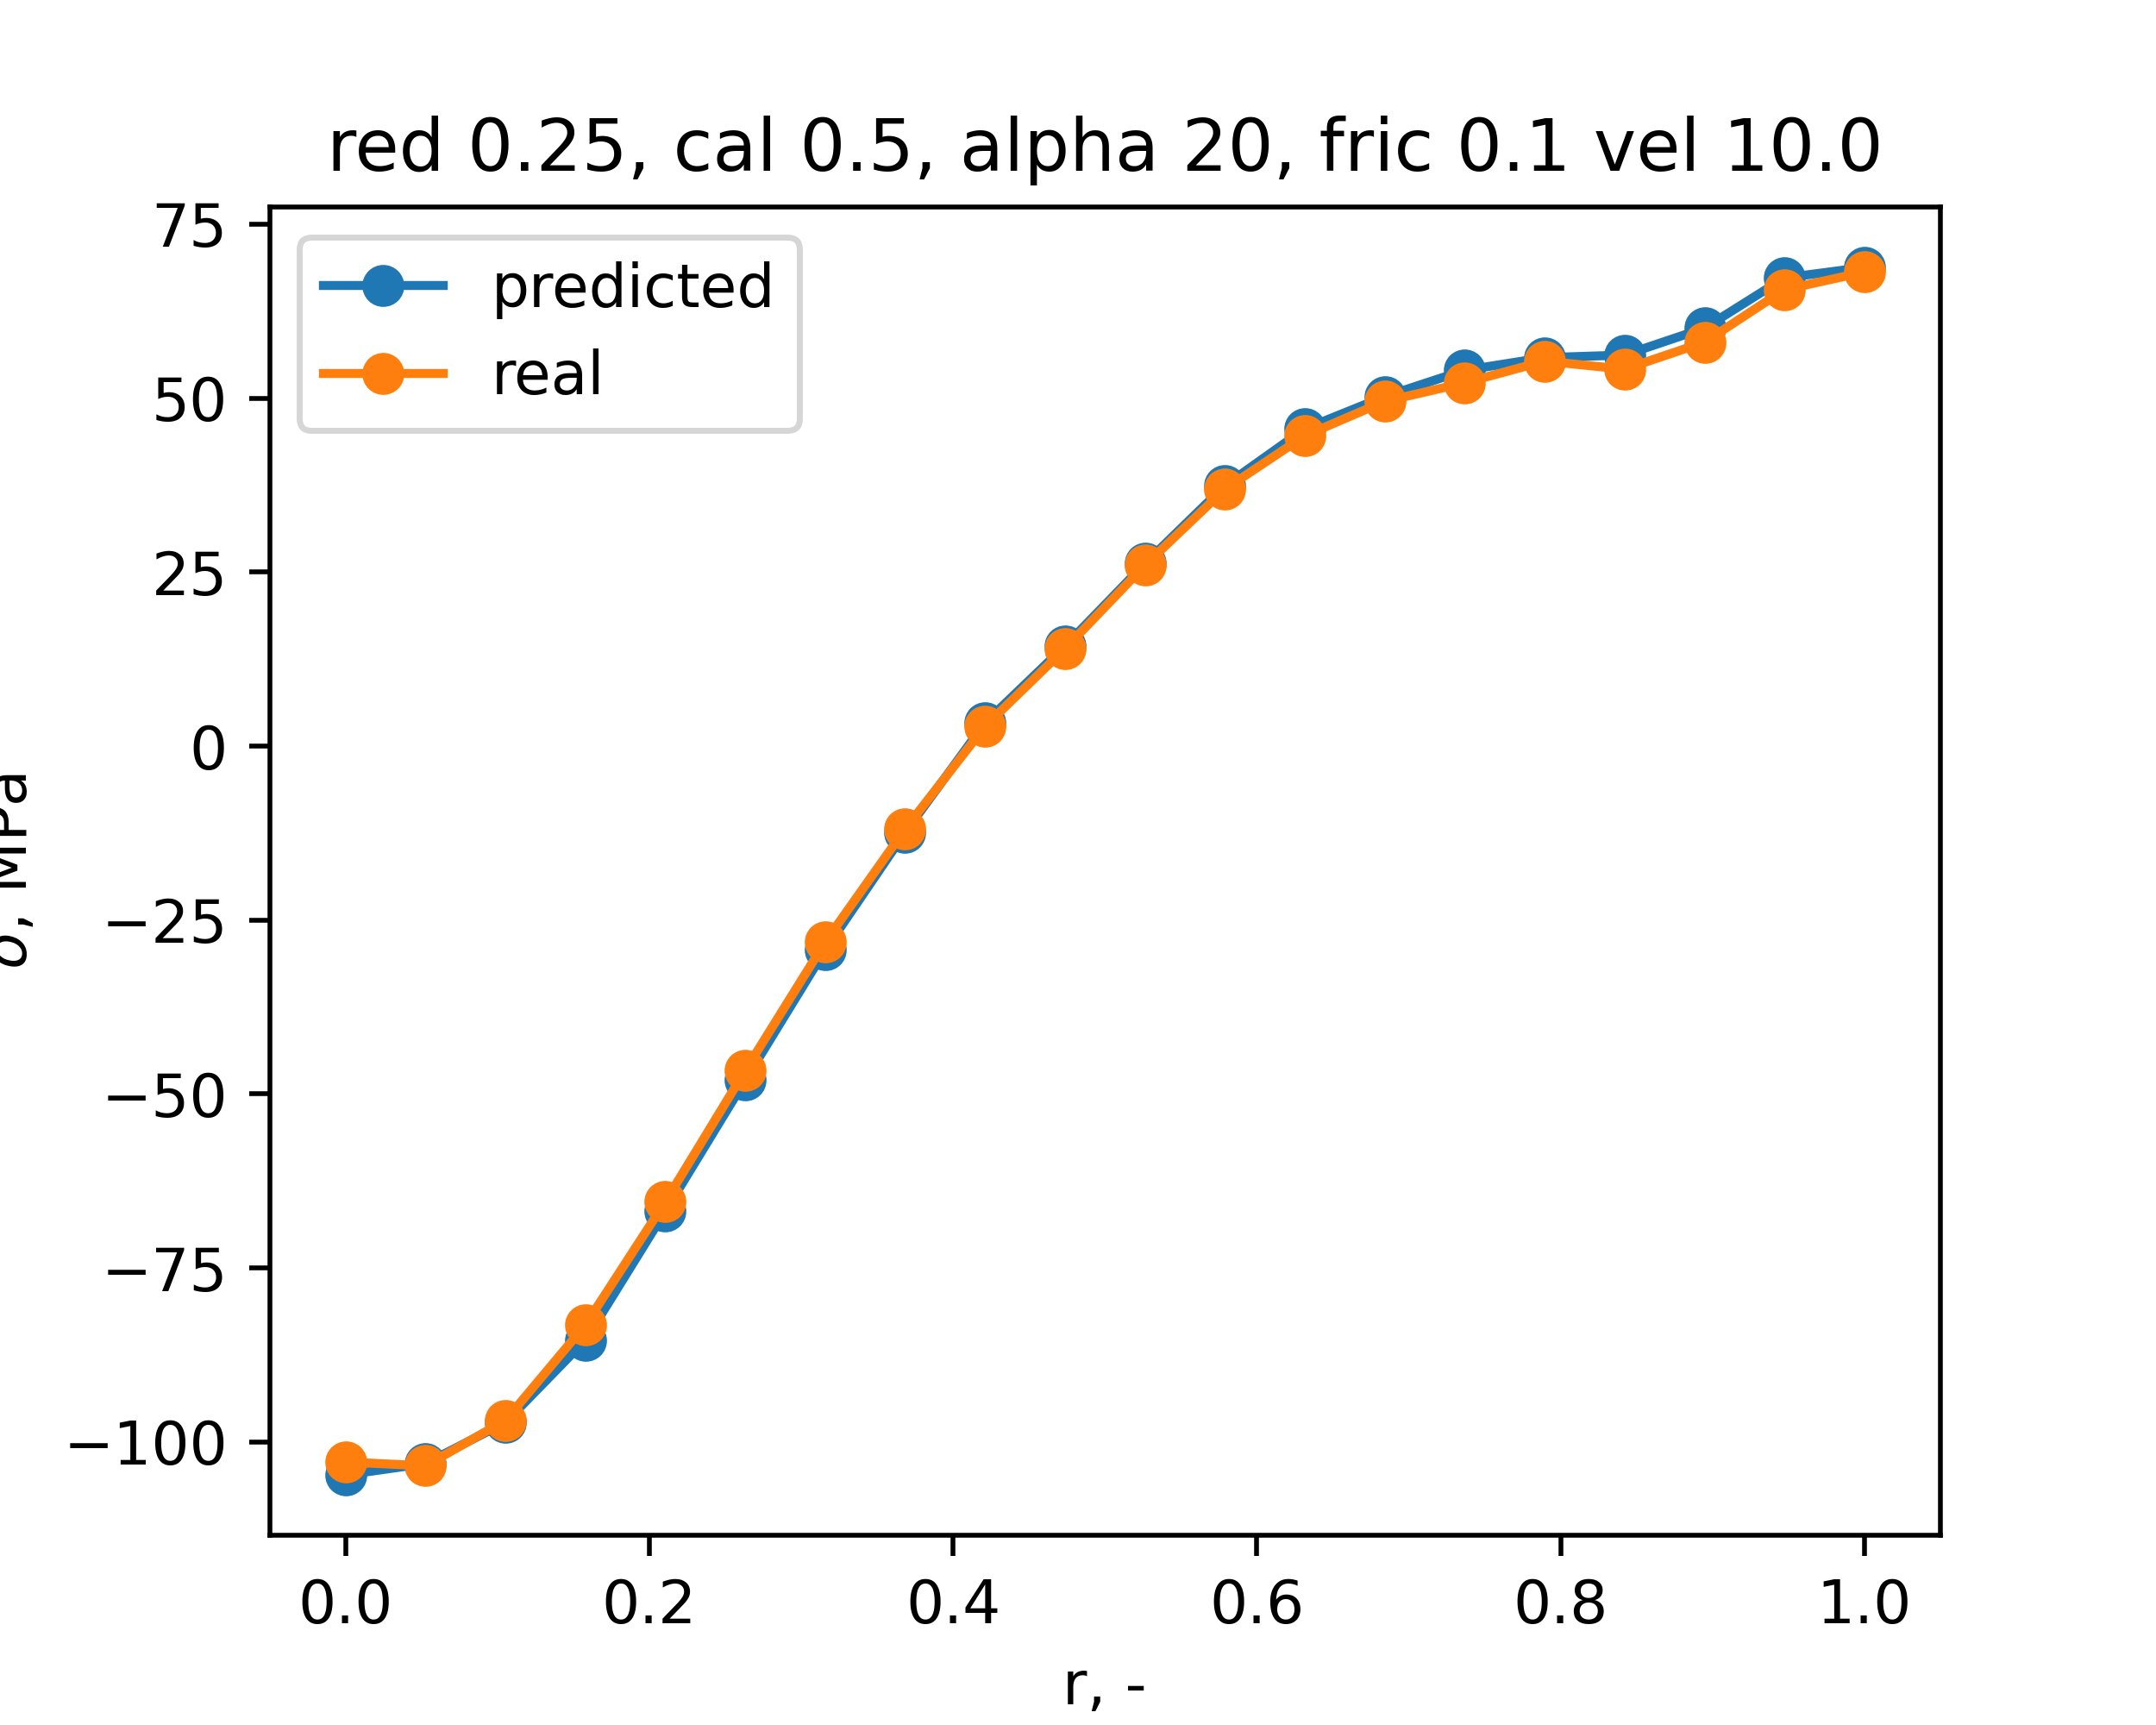 red 0.25, cal 0.5, alpha 20, fric 0.1 vel 10.0
75
50
25
0
−25
−50
−75
−100
predicted
real
σ, MPa
0.0 0.2 0.4 0.6 0.8 1.0
r, -